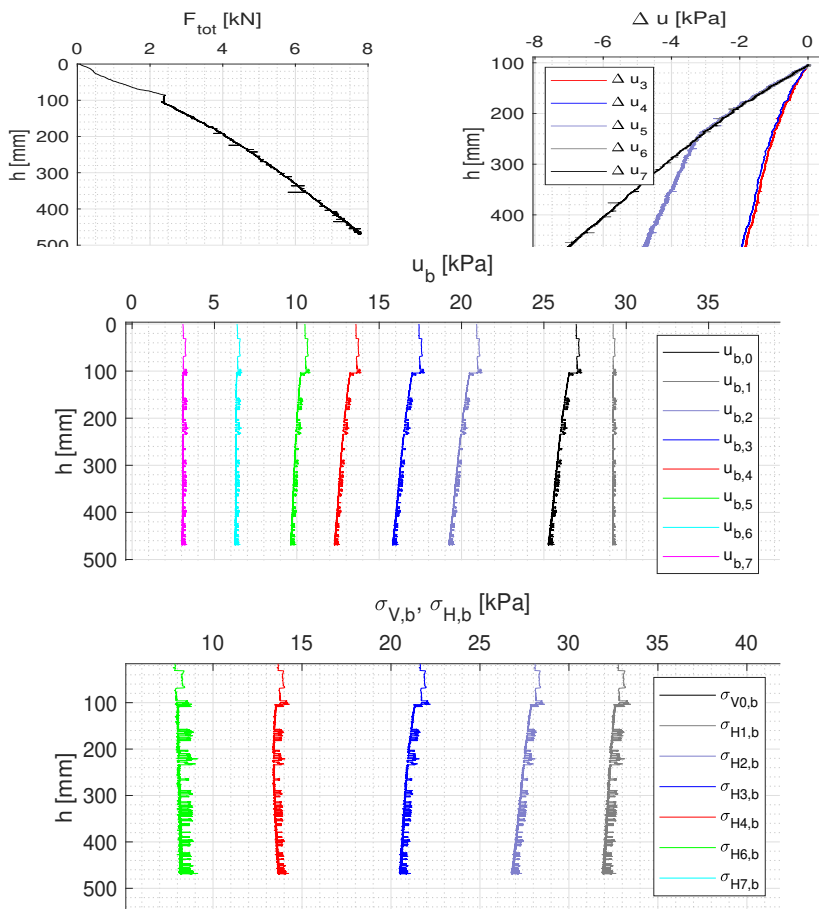 F_tot [kN]
0 2 4 6 8
0
100
200
300
400
500
h [mm]
Δ u [kPa]
-8 -6 -4 -2 0
100
200
300
400
h [mm]
Δ u_3
Δ u_4
Δ u_5
Δ u_6
Δ u_7
u_b [kPa]
0 5 10 15 20 25 30 35
0
100
200
300
400
500
h [mm]
u_b,0
u_b,1
u_b,2
u_b,3
u_b,4
u_b,5
u_b,6
u_b,7
σ_V,b, σ_H,b [kPa]
10 15 20 25 30 35 40
100
200
300
400
500
h [mm]
σ_V0,b
σ_H1,b
σ_H2,b
σ_H3,b
σ_H4,b
σ_H6,b
σ_H7,b